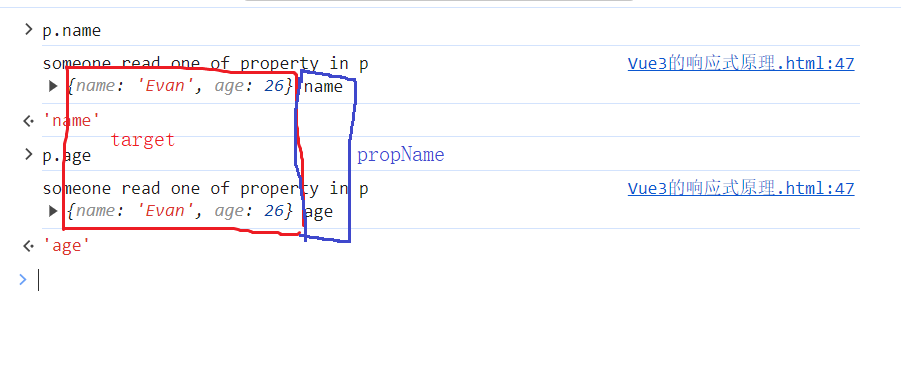 p.name
someone read one of property in p
Vue3的响应式原理.html:47
{name: 'Evan', age: 26} name
'name'
target
p.age
propName
someone read one of property in p
Vue3的响应式原理.html:47
{name: 'Evan', age: 26} age
'age'